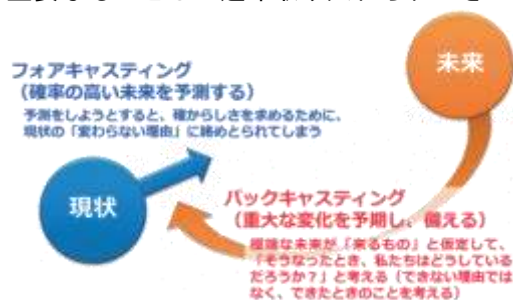 未来
フォアキャスティング
（確率の高い未来を予測する）
予測をしようとすると、確からしさを求めるために、
現状の「変わらない理由」に絡めとられてしまう
現状
バックキャスティング
（重大な変化を予期し、備える）
極端な未来が「来るもの」と仮定して、
「そうなったとき、私たちはどうしている
だろうか？」と考える（できない理由では
なく、できたときのことを考える）